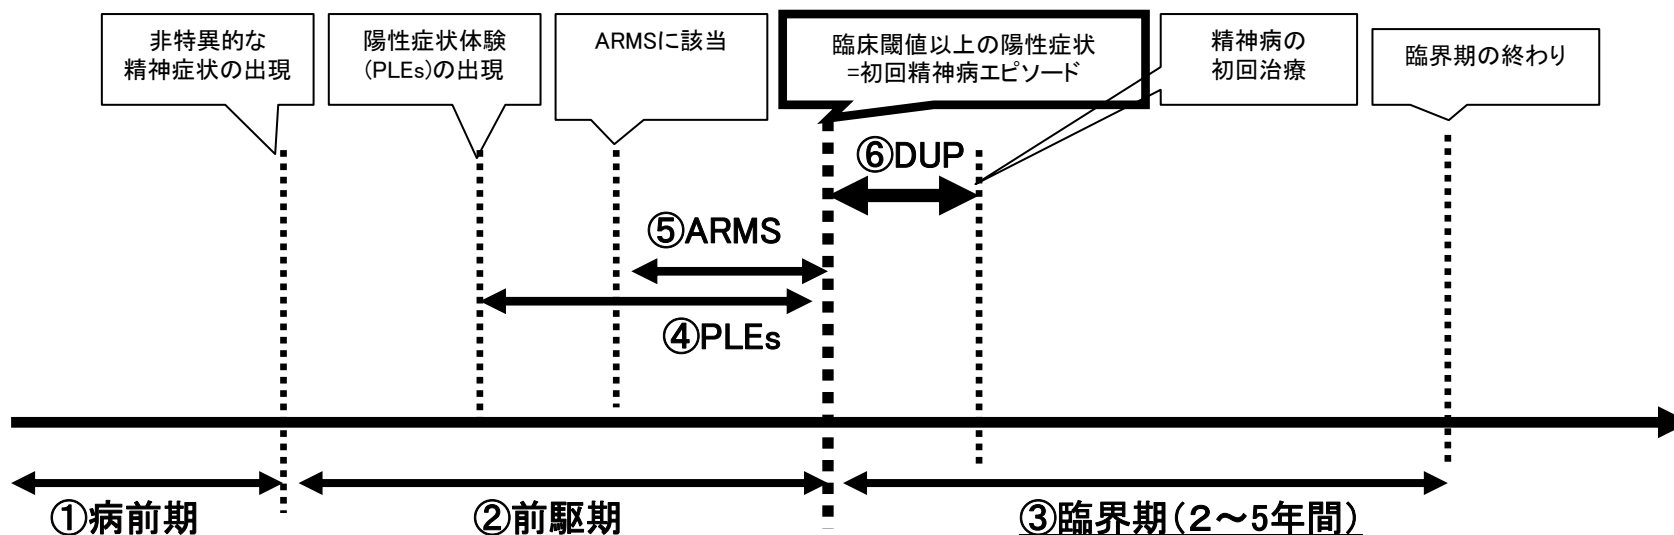 非特異的な
精神症状の出現
陽性症状体験
(PLEs)の出現
ARMSに該当
臨床閾値以上の陽性症状
=初回精神病エピソード
精神病の
初回治療
臨界期の終わり
⑥DUP
⑤ARMS
④PLEs
①病前期
②前駆期
③臨界期(2～5年間)